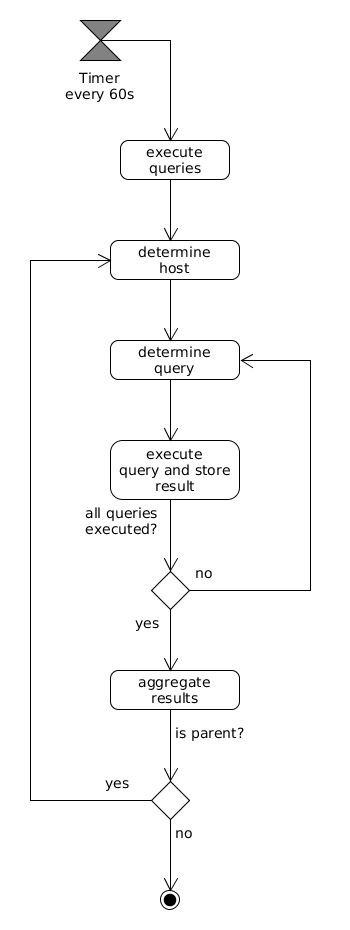 Timer
every 60s
execute
queries
determine
host
determine
query
execute
query and store
result
all queries
executed?
no
yes
aggregate
results
is parent?
yes
no